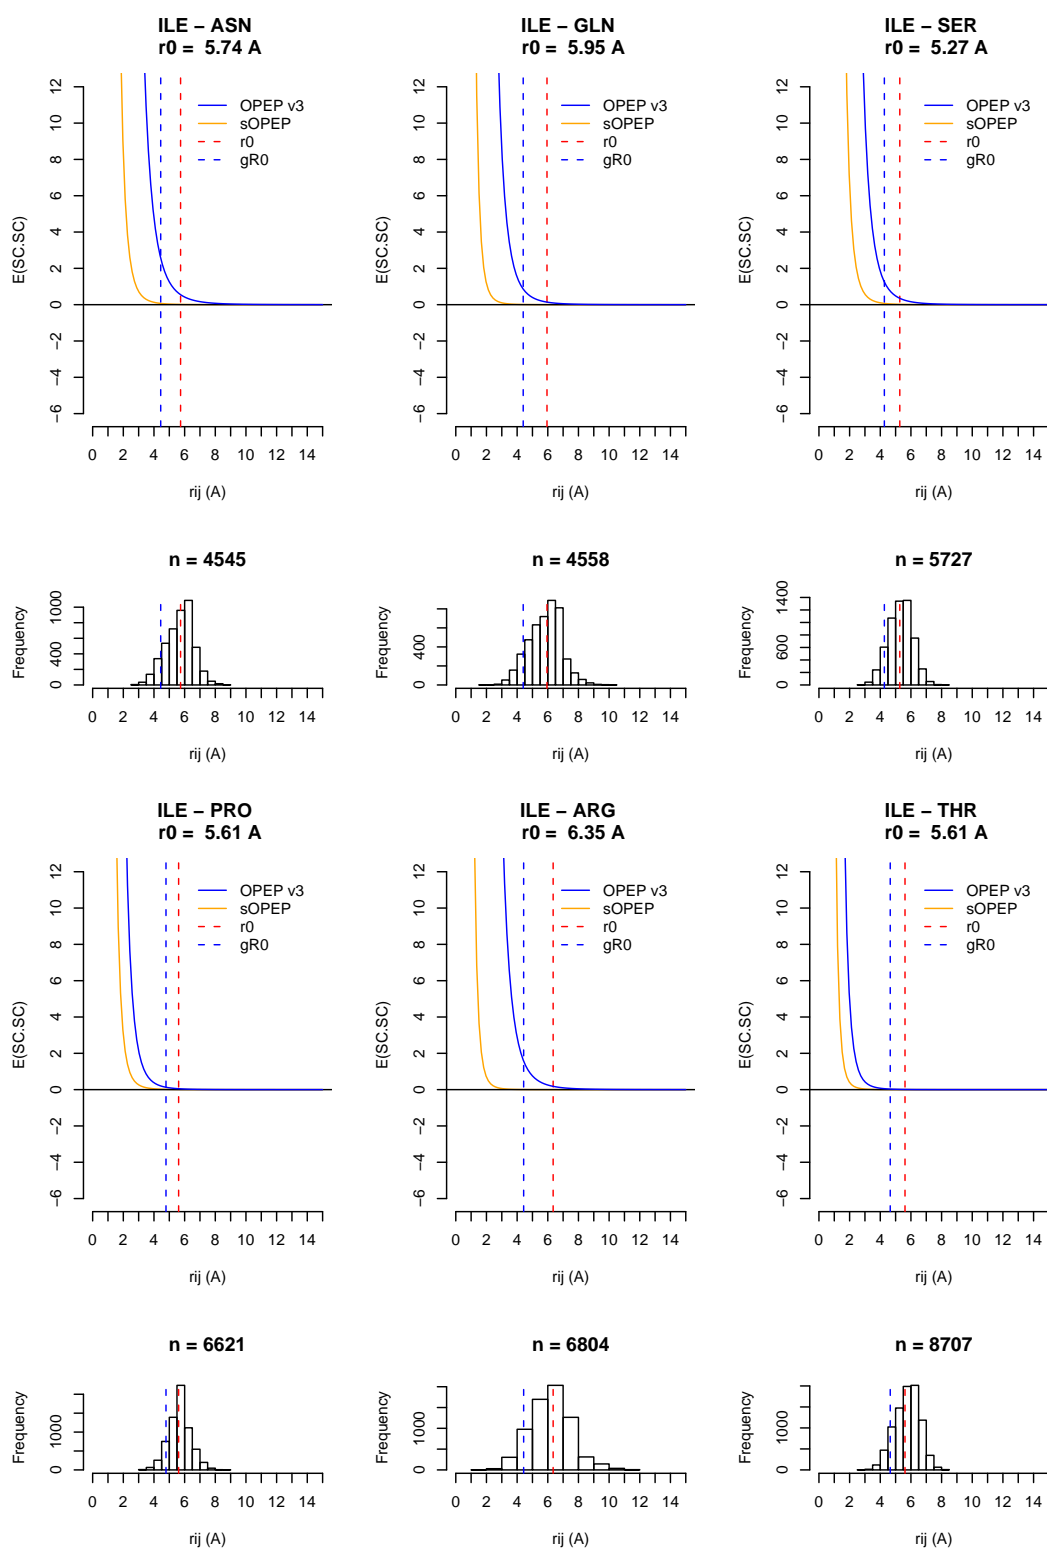 ILE − ASN
r0 =  5.74 A
E(SC.SC)
12
10
8
6
4
2
0
−2
−4
−6
OPEP v3
sOPEP
r0
gR0
0 2 4 6 8 10 14
rij (A)
ILE − GLN
r0 =  5.95 A
E(SC.SC)
12
10
8
6
4
2
0
−2
−4
−6
OPEP v3
sOPEP
r0
gR0
0 2 4 6 8 10 14
rij (A)
ILE − SER
r0 =  5.27 A
E(SC.SC)
12
10
8
6
4
2
0
−2
−4
−6
OPEP v3
sOPEP
r0
gR0
0 2 4 6 8 10 14
rij (A)
n = 4545
Frequency
1000
400
0
0 2 4 6 8 10 14
rij (A)
n = 4558
Frequency
400
0
0 2 4 6 8 10 14
rij (A)
n = 5727
Frequency
1400
600
0
0 2 4 6 8 10 14
rij (A)
ILE − PRO
r0 =  5.61 A
E(SC.SC)
12
10
8
6
4
2
0
−2
−4
−6
OPEP v3
sOPEP
r0
gR0
0 2 4 6 8 10 14
rij (A)
ILE − ARG
r0 =  6.35 A
E(SC.SC)
12
10
8
6
4
2
0
−2
−4
−6
OPEP v3
sOPEP
r0
gR0
0 2 4 6 8 10 14
rij (A)
ILE − THR
r0 =  5.61 A
E(SC.SC)
12
10
8
6
4
2
0
−2
−4
−6
OPEP v3
sOPEP
r0
gR0
0 2 4 6 8 10 14
rij (A)
n = 6621
Frequency
1000
0
0 2 4 6 8 10 14
rij (A)
n = 6804
Frequency
1000
0
0 2 4 6 8 10 14
rij (A)
n = 8707
Frequency
1000
0
0 2 4 6 8 10 14
rij (A)